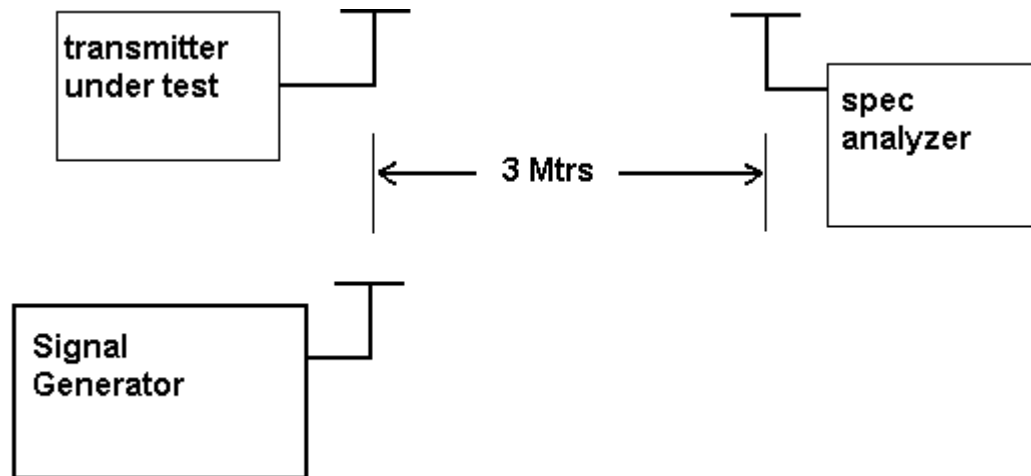 transmitter
under test
spec
analyzer
3 Mtrs
Signal
Generator